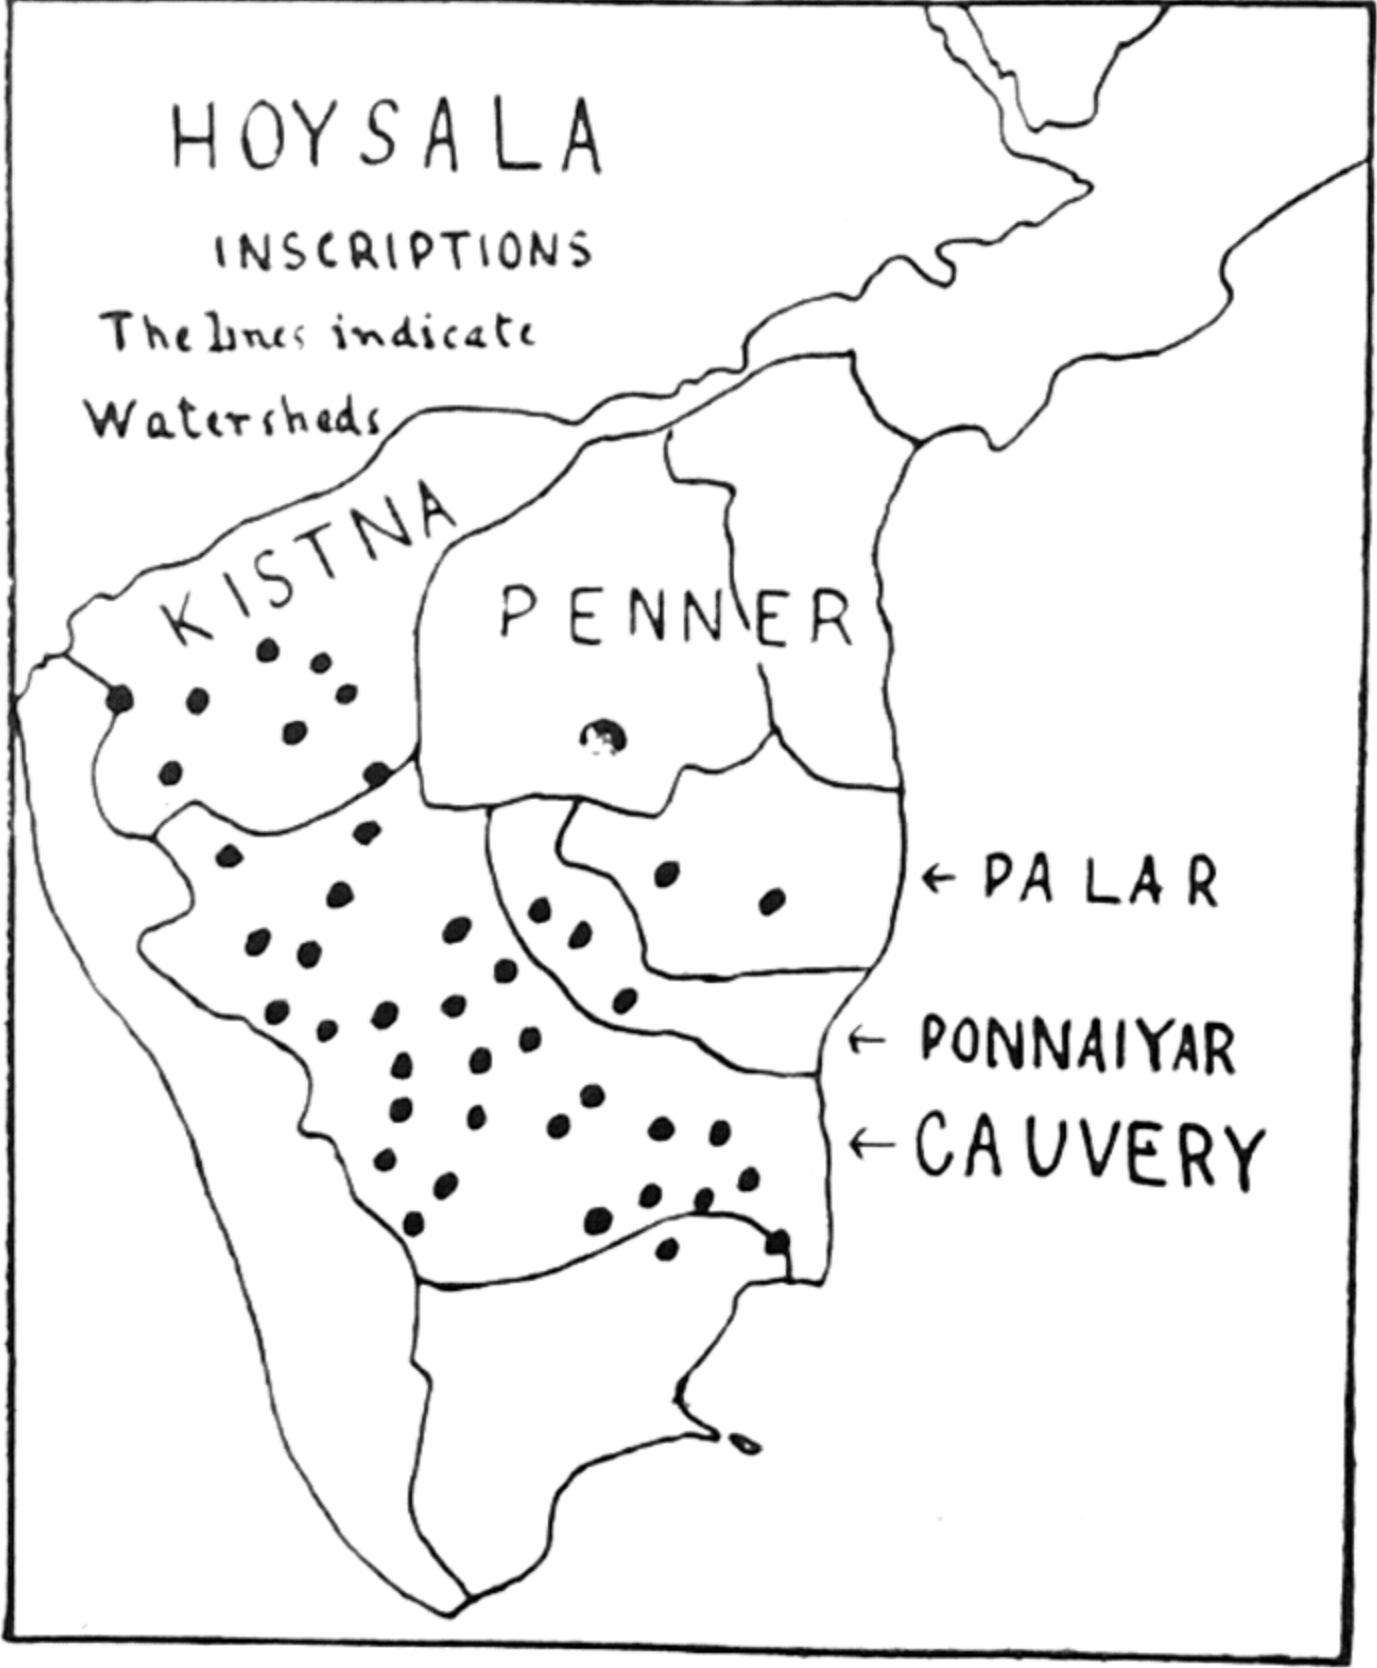 HOYSALA
INSCRIPTIONS
The lines indicate
Watersheds
KISTNA
PENNER
← PALAR
← PONNAIYAR
← CAUVERY